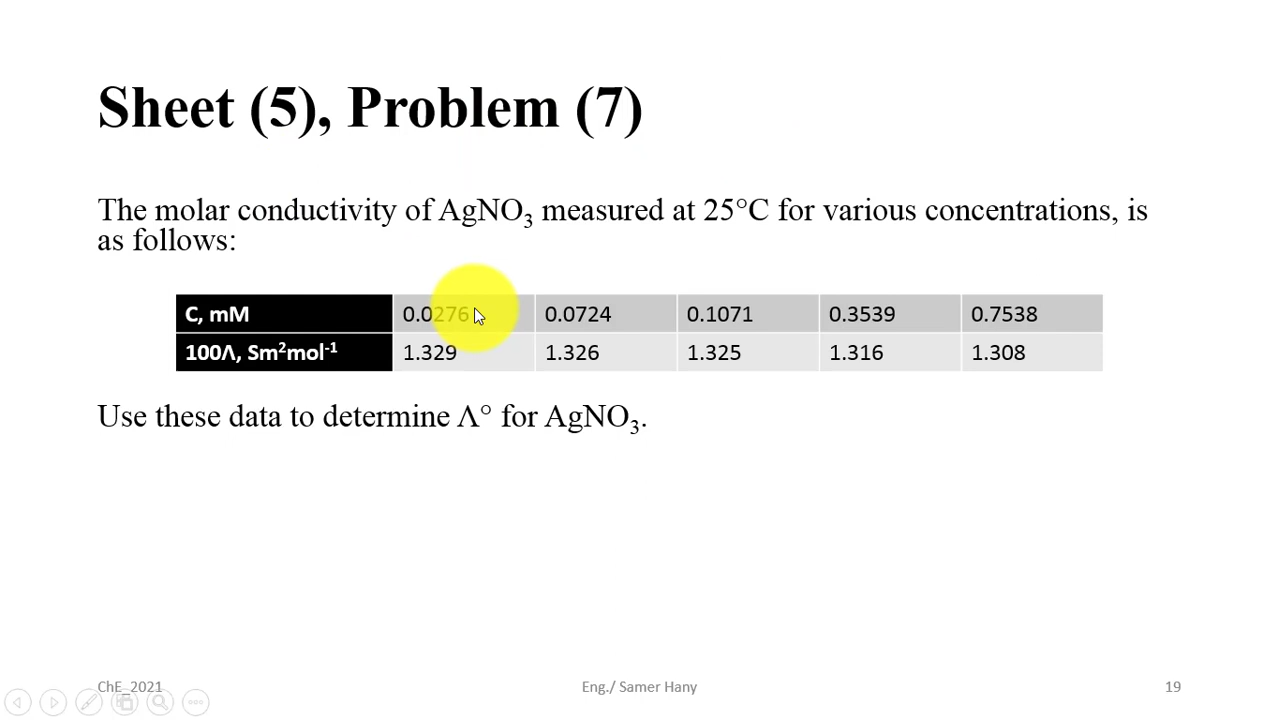 Sheet (5), Problem (7)
The molar conductivity of AgNO₃ measured at 25°C for various concentrations, is
as follows:
C, mM 0.0276 0.0724 0.1071 0.3539 0.7538
100Λ, Sm²mol⁻¹ 1.329 1.326 1.325 1.316 1.308
Use these data to determine Λ° for AgNO₃.
ChE_2021 Eng./ Samer Hany 19